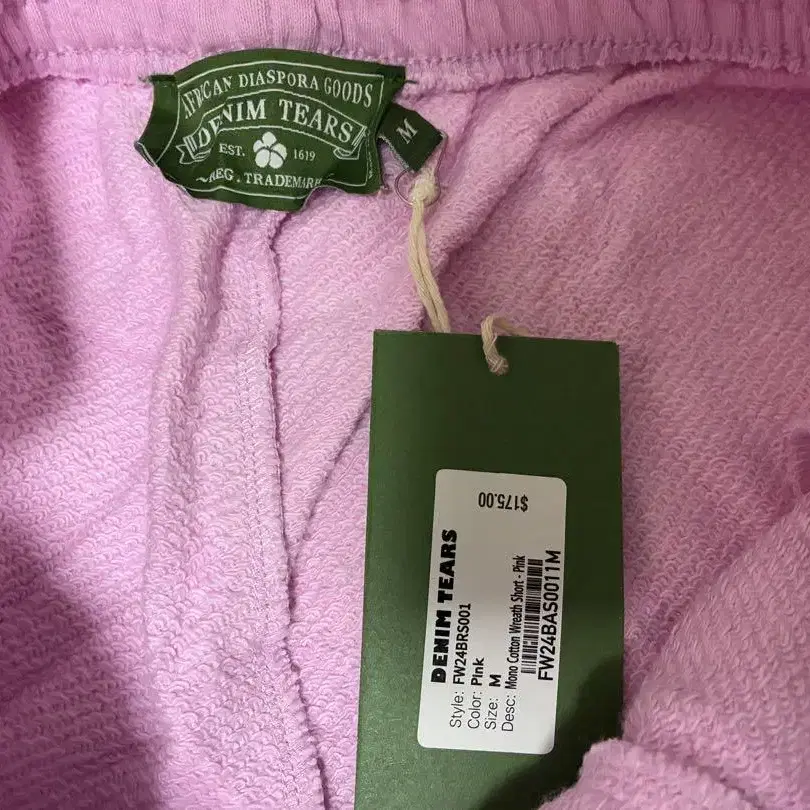 AFRICAN DIASPORA GOODS
DENIM TEARS
EST. 1619
REG. TRADEMARK
M
$175.00
DENIM TEARS
Style: FW24BRS001
Color: Pink
Size: M
Desc: Mono Cotton Wreath Short - Pink
FW24BAS0011M